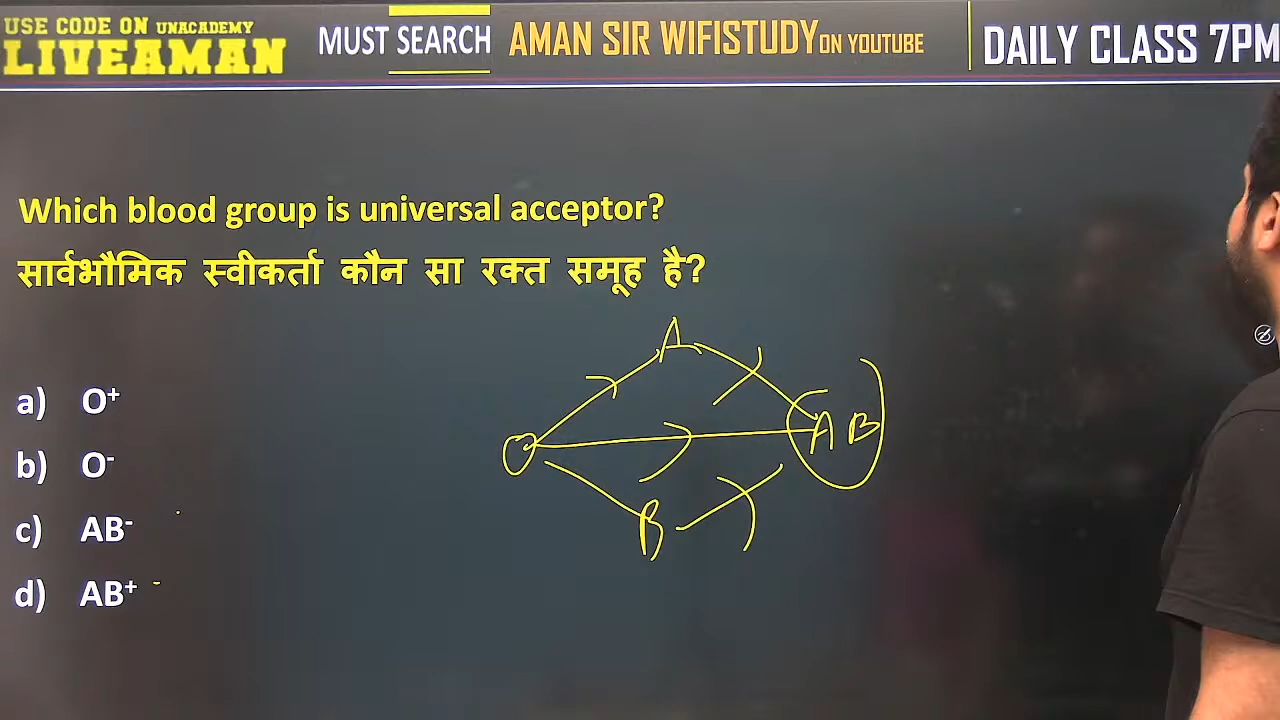 USE CODE ON UNACADEMY
LIVEAMAN
MUST SEARCH AMAN SIR WIFISTUDY ON YOUTUBE
DAILY CLASS 7PM
Which blood group is universal acceptor?
सार्वभौमिक स्वीकर्ता कौन सा रक्त समूह है?
a) O⁺
b) O⁻
c) AB⁻
d) AB⁺
A
O
AB
B